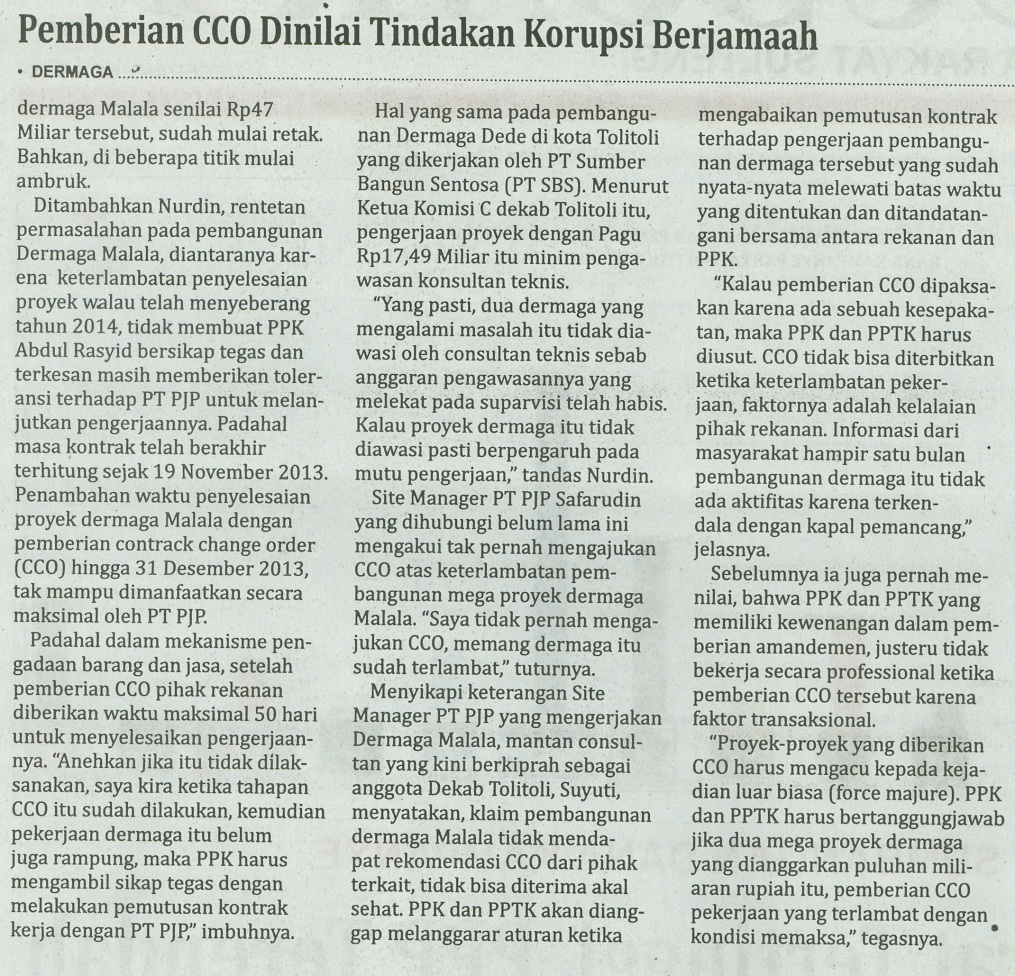 Pemberian CCO Dinilai Tindakan Korupsi Berjamaah
• DERMAGA
dermaga Malala senilai Rp47
Miliar tersebut, sudah mulai retak.
Bahkan, di beberapa titik mulai
ambruk.
Ditambahkan Nurdin, rentetan
permasalahan pada pembangunan
Dermaga Malala, diantaranya kar-
ena keterlambatan penyelesaian
proyek walau telah menyeberang
tahun 2014, tidak membuat PPK
Abdul Rasyid bersikap tegas dan
terkesan masih memberikan toler-
ansi terhadap PT PJP untuk melan-
jutkan pengerjaannya. Padahal
masa kontrak telah berakhir
terhitung sejak 19 November 2013.
Penambahan waktu penyelesaian
proyek dermaga Malala dengan
pemberian contrack change order
(CCO) hingga 31 Desember 2013,
tak mampu dimanfaatkan secara
maksimal oleh PT PJP.
Padahal dalam mekanisme pen-
gadaan barang dan jasa, setelah
pemberian CCO pihak rekanan
diberikan waktu maksimal 50 hari
untuk menyelesaikan pengerjaan-
nya. “Anehkan jika itu tidak dilak-
sanakan, saya kira ketika tahapan
CCO itu sudah dilakukan, kemudian
pekerjaan dermaga itu belum
juga rampung, maka PPK harus
mengambil sikap tegas dengan
melakukan pemutusan kontrak
kerja dengan PT PJP,” imbuhnya.
Hal yang sama pada pembangu-
nan Dermaga Dede di kota Tolitoli
yang dikerjakan oleh PT Sumber
Bangun Sentosa (PT SBS). Menurut
Ketua Komisi C dekab Tolitoli itu,
pengerjaan proyek dengan Pagu
Rp17,49 Miliar itu minim penga-
wasan konsultan teknis.
“Yang pasti, dua dermaga yang
mengalami masalah itu tidak dia-
wasi oleh consultan teknis sebab
anggaran pengawasannya yang
melekat pada suparvisi telah habis.
Kalau proyek dermaga itu tidak
diawasi pasti berpengaruh pada
mutu pengerjaan,” tandas Nurdin.
Site Manager PT PJP Safarudin
yang dihubungi belum lama ini
mengakui tak pernah mengajukan
CCO atas keterlambatan pem-
bangunan mega proyek dermaga
Malala. “Saya tidak pernah menga-
jukan CCO, memang dermaga itu
sudah terlambat,” tuturnya.
Menyikapi keterangan Site
Manager PT PJP yang mengerjakan
Dermaga Malala, mantan consul-
tan yang kini berkiprah sebagai
anggota Dekab Tolitoli, Suyuti,
menyatakan, klaim pembangunan
dermaga Malala tidak menda-
pat rekomendasi CCO dari pihak
terkait, tidak bisa diterima akal
sehat. PPK dan PPTK akan diang-
gap melanggarar aturan ketika
mengabaikan pemutusan kontrak
terhadap pengerjaan pembangu-
nan dermaga tersebut yang sudah
nyata-nyata melewati batas waktu
yang ditentukan dan ditandatan-
gani bersama antara rekanan dan
PPK.
“Kalau pemberian CCO dipaksa-
kan karena ada sebuah kesepaka-
tan, maka PPK dan PPTK harus
diusut. CCO tidak bisa diterbitkan
ketika keterlambatan peker-
jaan, faktornya adalah kelalaian
pihak rekanan. Informasi dari
masyarakat hampir satu bulan
pembangunan dermaga itu tidak
ada aktifitas karena terken-
dala dengan kapal pemancang,”
jelasnya.
Sebelumnya ia juga pernah me-
nilai, bahwa PPK dan PPTK yang
memiliki kewenangan dalam pem-
berian amandemen, justeru tidak
bekerja secara professional ketika
pemberian CCO tersebut karena
faktor transaksional.
“Proyek-proyek yang diberikan
CCO harus mengacu kepada keja-
dian luar biasa (force majure). PPK
dan PPTK harus bertanggungjawab
jika dua mega proyek dermaga
yang dianggarkan puluhan mili-
aran rupiah itu, pemberian CCO
pekerjaan yang terlambat dengan
kondisi memaksa,” tegasnya.